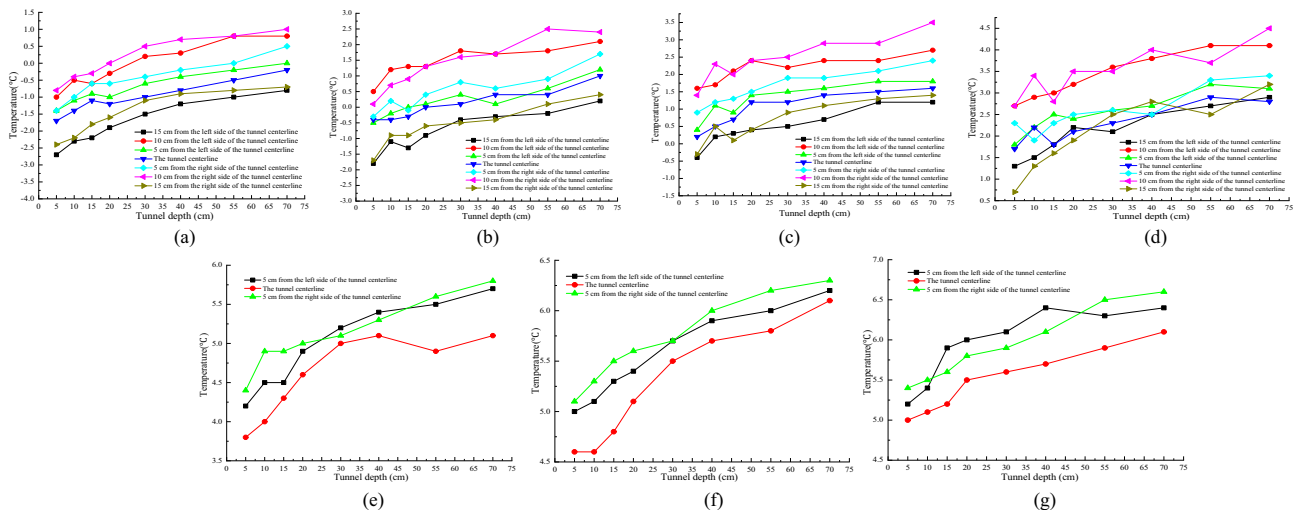 1.5
1.0
0.5
0.0
-0.5
-1.0
-1.5
-2.0
-2.5
-3.0
-3.5
-4.0
Temperature(℃)
15 cm from the left side of the tunnel centerline
10 cm from the left side of the tunnel centerline
5 cm from the left side of the tunnel centerline
The tunnel centerline
5 cm from the right side of the tunnel centerline
10 cm from the right side of the tunnel centerline
15 cm from the right side of the tunnel centerline
0 5 10 15 20 25 30 35 40 45 50 55 60 65 70 75
Tunnel depth (cm)
(a)
3.0
2.5
2.0
1.5
1.0
0.5
0.0
-0.5
-1.0
-1.5
-2.0
-2.5
-3.0
Temperature(℃)
15 cm from the left side of the tunnel centerline
10 cm from the left side of the tunnel centerline
5 cm from the left side of the tunnel centerline
The tunnel centerline
5 cm from the right side of the tunnel centerline
10 cm from the right side of the tunnel centerline
15 cm from the right side of the tunnel centerline
0 5 10 15 20 25 30 35 40 45 50 55 60 65 70 75
Tunnel depth (cm)
(b)
3.5
3.0
2.5
2.0
1.5
1.0
0.5
0.0
-0.5
-1.0
-1.5
Temperature(℃)
15 cm from the left side of the tunnel centerline
10 cm from the left side of the tunnel centerline
5 cm from the left side of the tunnel centerline
The tunnel centerline
5 cm from the right side of the tunnel centerline
10 cm from the right side of the tunnel centerline
15 cm from the right side of the tunnel centerline
0 5 10 15 20 25 30 35 40 45 50 55 60 65 70 75
Tunnel depth (cm)
(c)
4.5
4.0
3.5
3.0
2.5
2.0
1.5
1.0
0.5
Temperature(℃)
15 cm from the left side of the tunnel centerline
10 cm from the left side of the tunnel centerline
5 cm from the left side of the tunnel centerline
The tunnel centerline
5 cm from the right side of the tunnel centerline
10 cm from the right side of the tunnel centerline
15 cm from the right side of the tunnel centerline
0 5 10 15 20 25 30 35 40 45 50 55 60 65 70 75
Tunnel depth (cm)
(d)
6.0
5.5
5.0
4.5
4.0
3.5
Temperature(℃)
5 cm from the left side of the tunnel centerline
The tunnel centerline
5 cm from the right side of the tunnel centerline
0 5 10 15 20 25 30 35 40 45 50 55 60 65 70 75
Tunnel depth (cm)
(e)
6.5
6.0
5.5
5.0
4.5
Temperature(℃)
5 cm from the left side of the tunnel centerline
The tunnel centerline
5 cm from the right side of the tunnel centerline
0 5 10 15 20 25 30 35 40 45 50 55 60 65 70 75
Tunnel depth (cm)
(f)
7.0
6.5
6.0
5.5
5.0
4.5
Temperature(℃)
5 cm from the left side of the tunnel centerline
The tunnel centerline
5 cm from the right side of the tunnel centerline
0 5 10 15 20 25 30 35 40 45 50 55 60 65 70 75
Tunnel depth (cm)
(g)